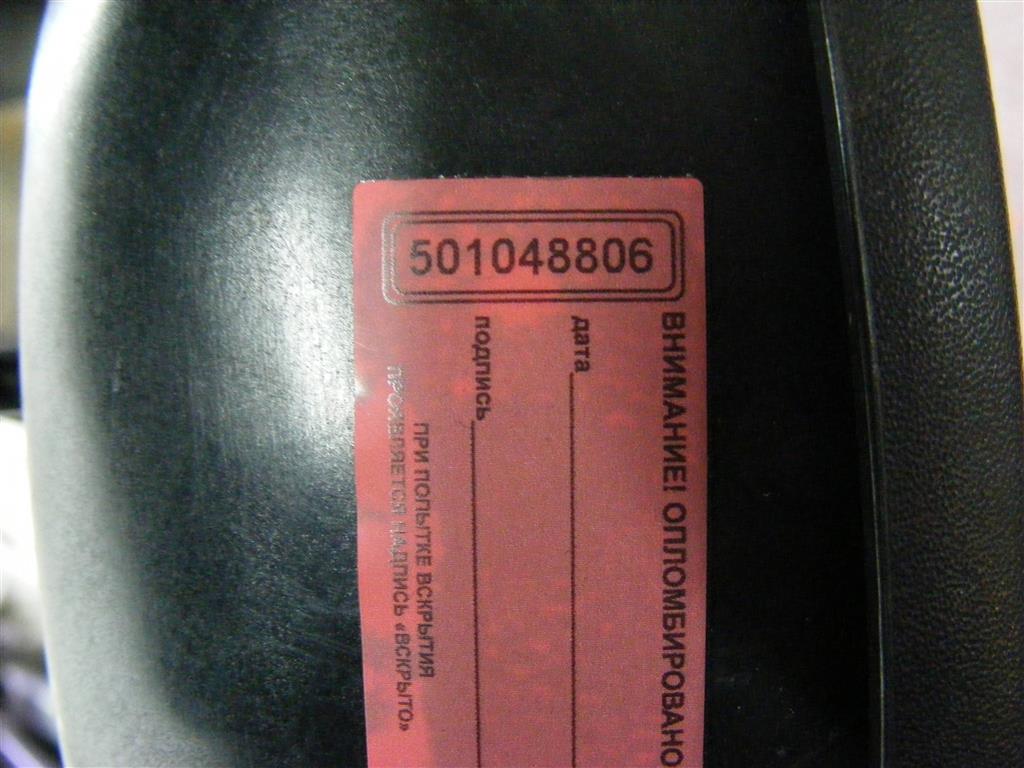 501048806
ВНИМАНИЕ! ОПЛОМБИРОВАНО
дата
подпись
ПРИ ПОПЫТКЕ ВСКРЫТИЯ
ПРОЯВЛЯЕТСЯ НАДПИСЬ «ВСКРЫТО»